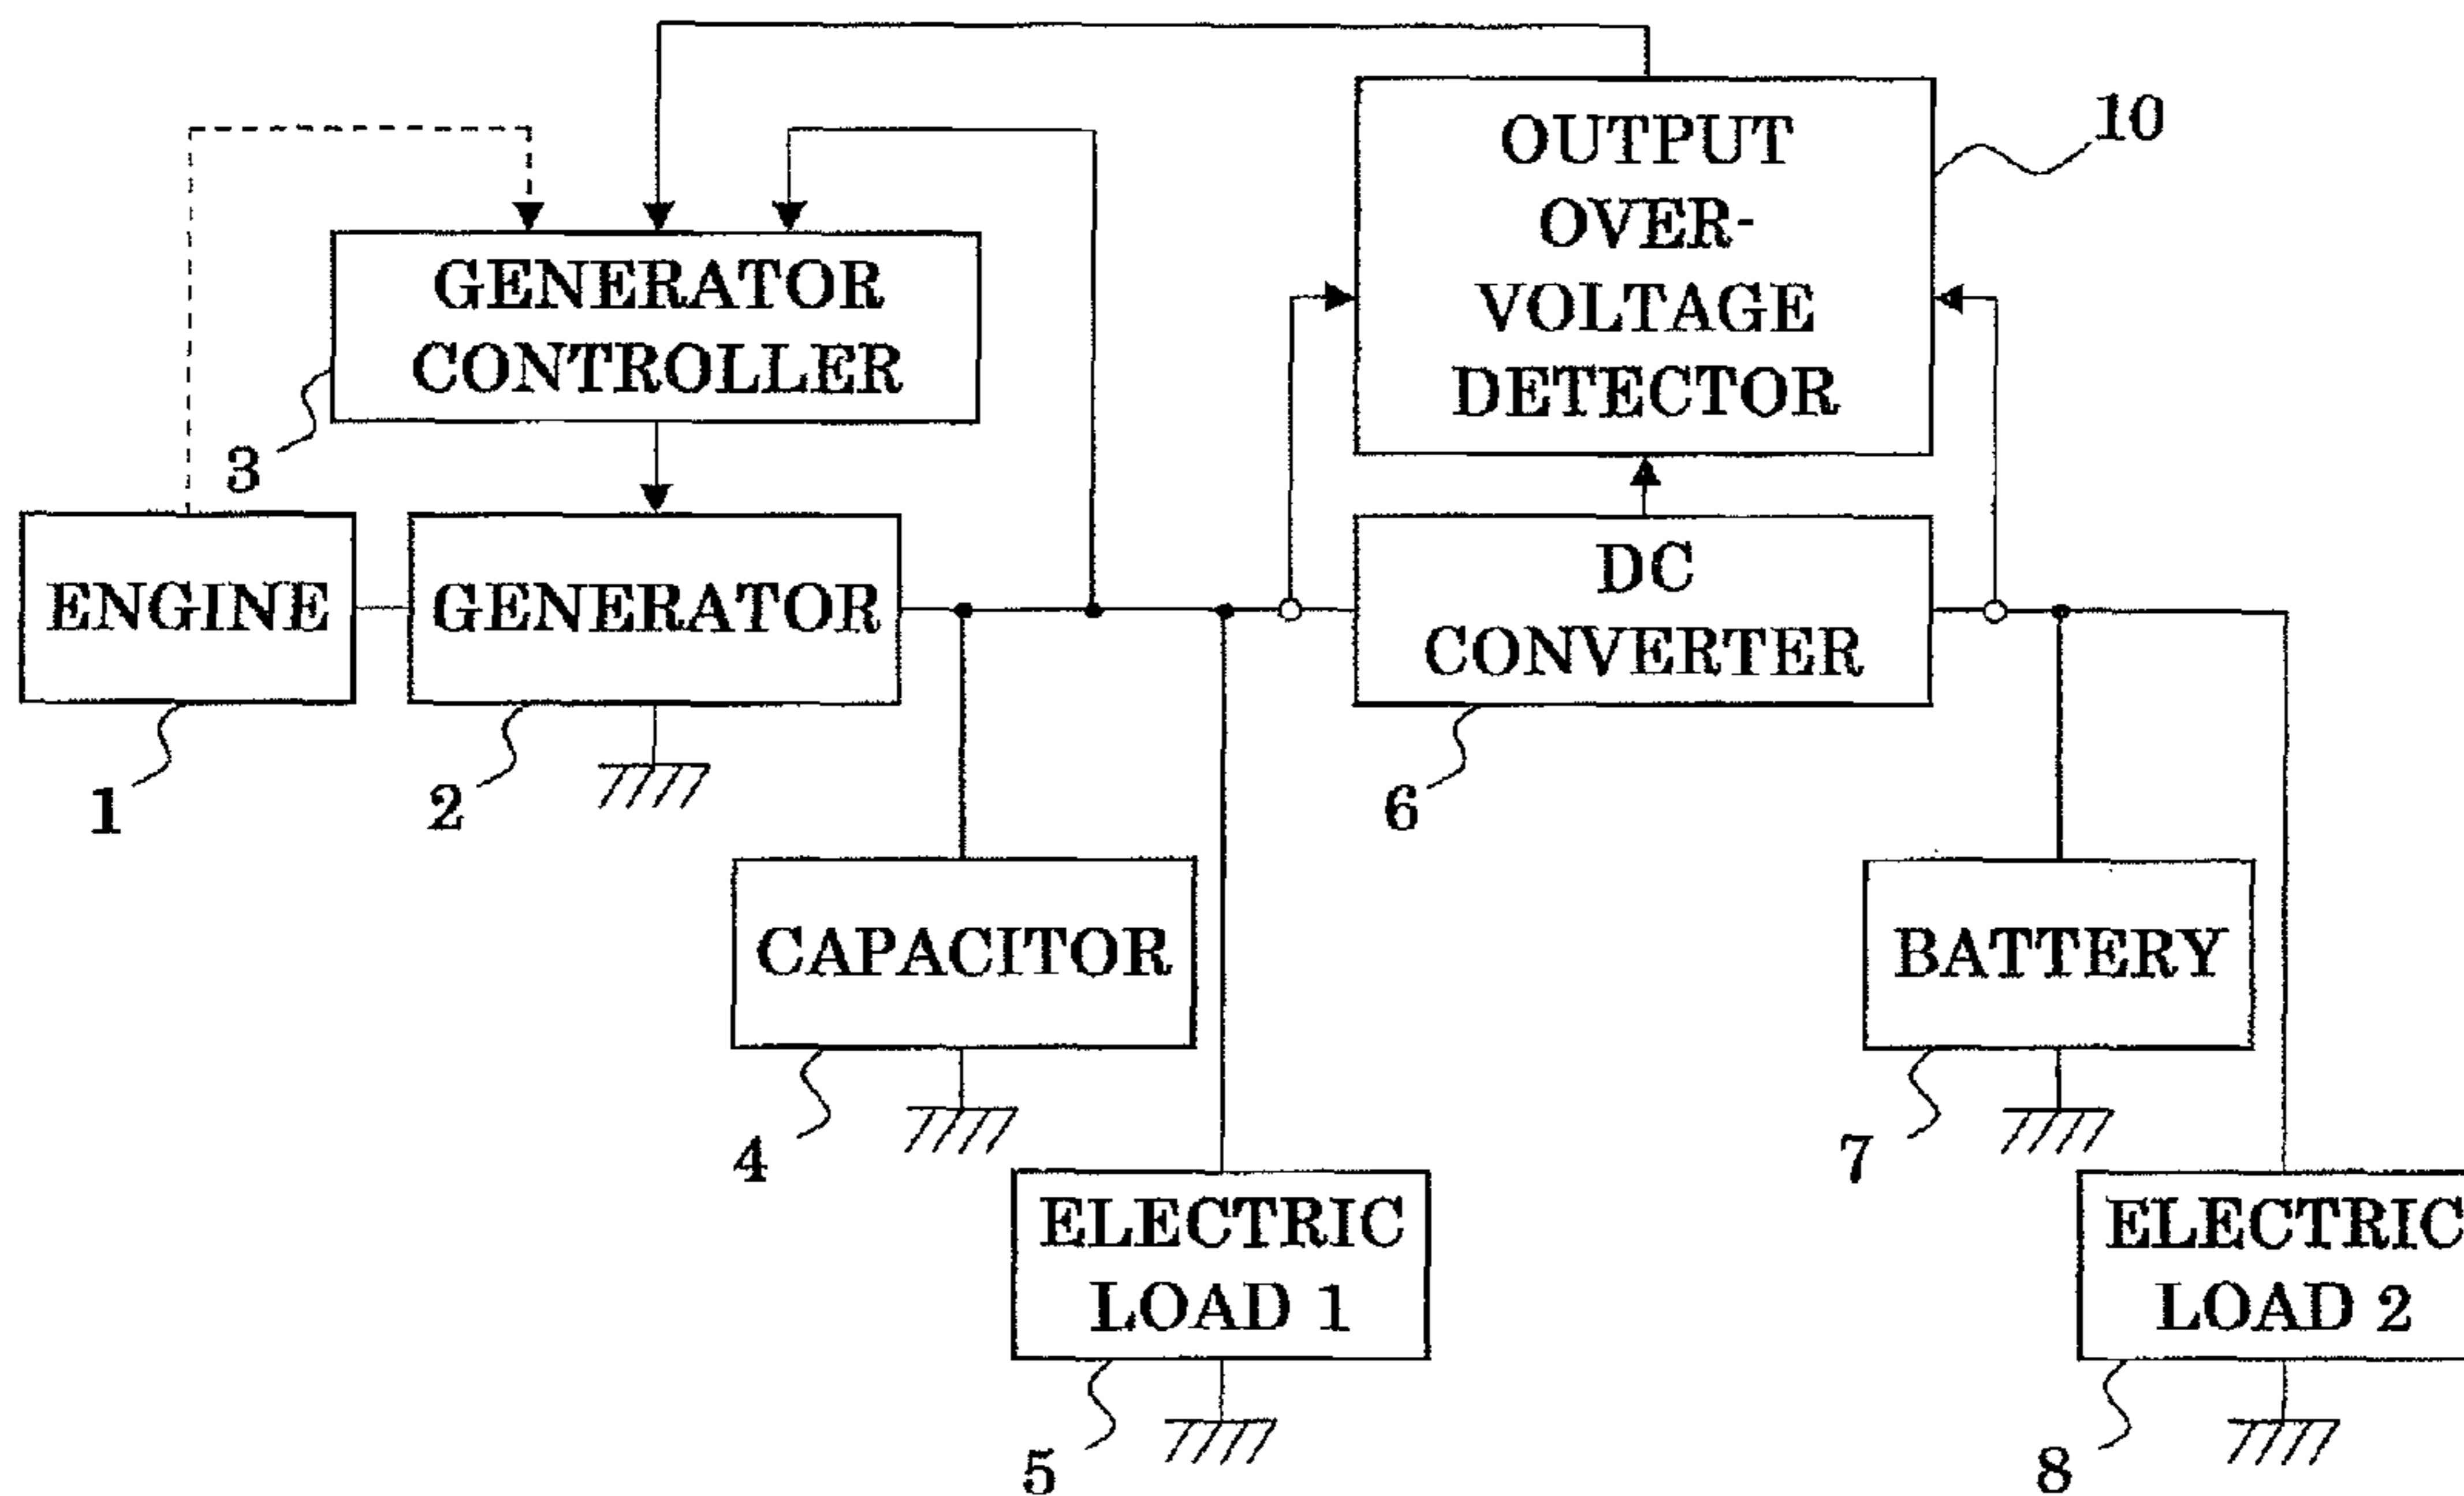 10
OUTPUT
OVER-
VOLTAGE
DETECTOR
GENERATOR
CONTROLLER
3
ENGINE
GENERATOR
DC
CONVERTER
1
2
6
CAPACITOR
BATTERY
4
7
ELECTRIC
LOAD 1
ELECTRIC
LOAD 2
5
8